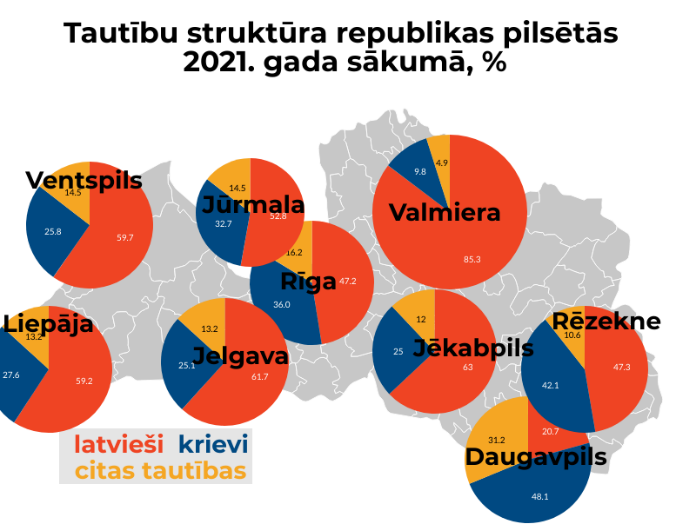 Tautību struktūra republikas pilsētās
2021. gada sākumā, %
Ventspils
14.5
25.8
59.7
Jūrmala
14.5
32.7
52.8
Valmiera
4.9
9.8
85.3
Rīga
16.2
36.0
47.2
Liepāja
13.2
27.6
59.2
Jelgava
13.2
25.1
61.7
Jēkabpils
12
25
63
Rēzekne
10.6
42.1
47.3
Daugavpils
20.7
31.2
48.1
latvieši krievi
citas tautības